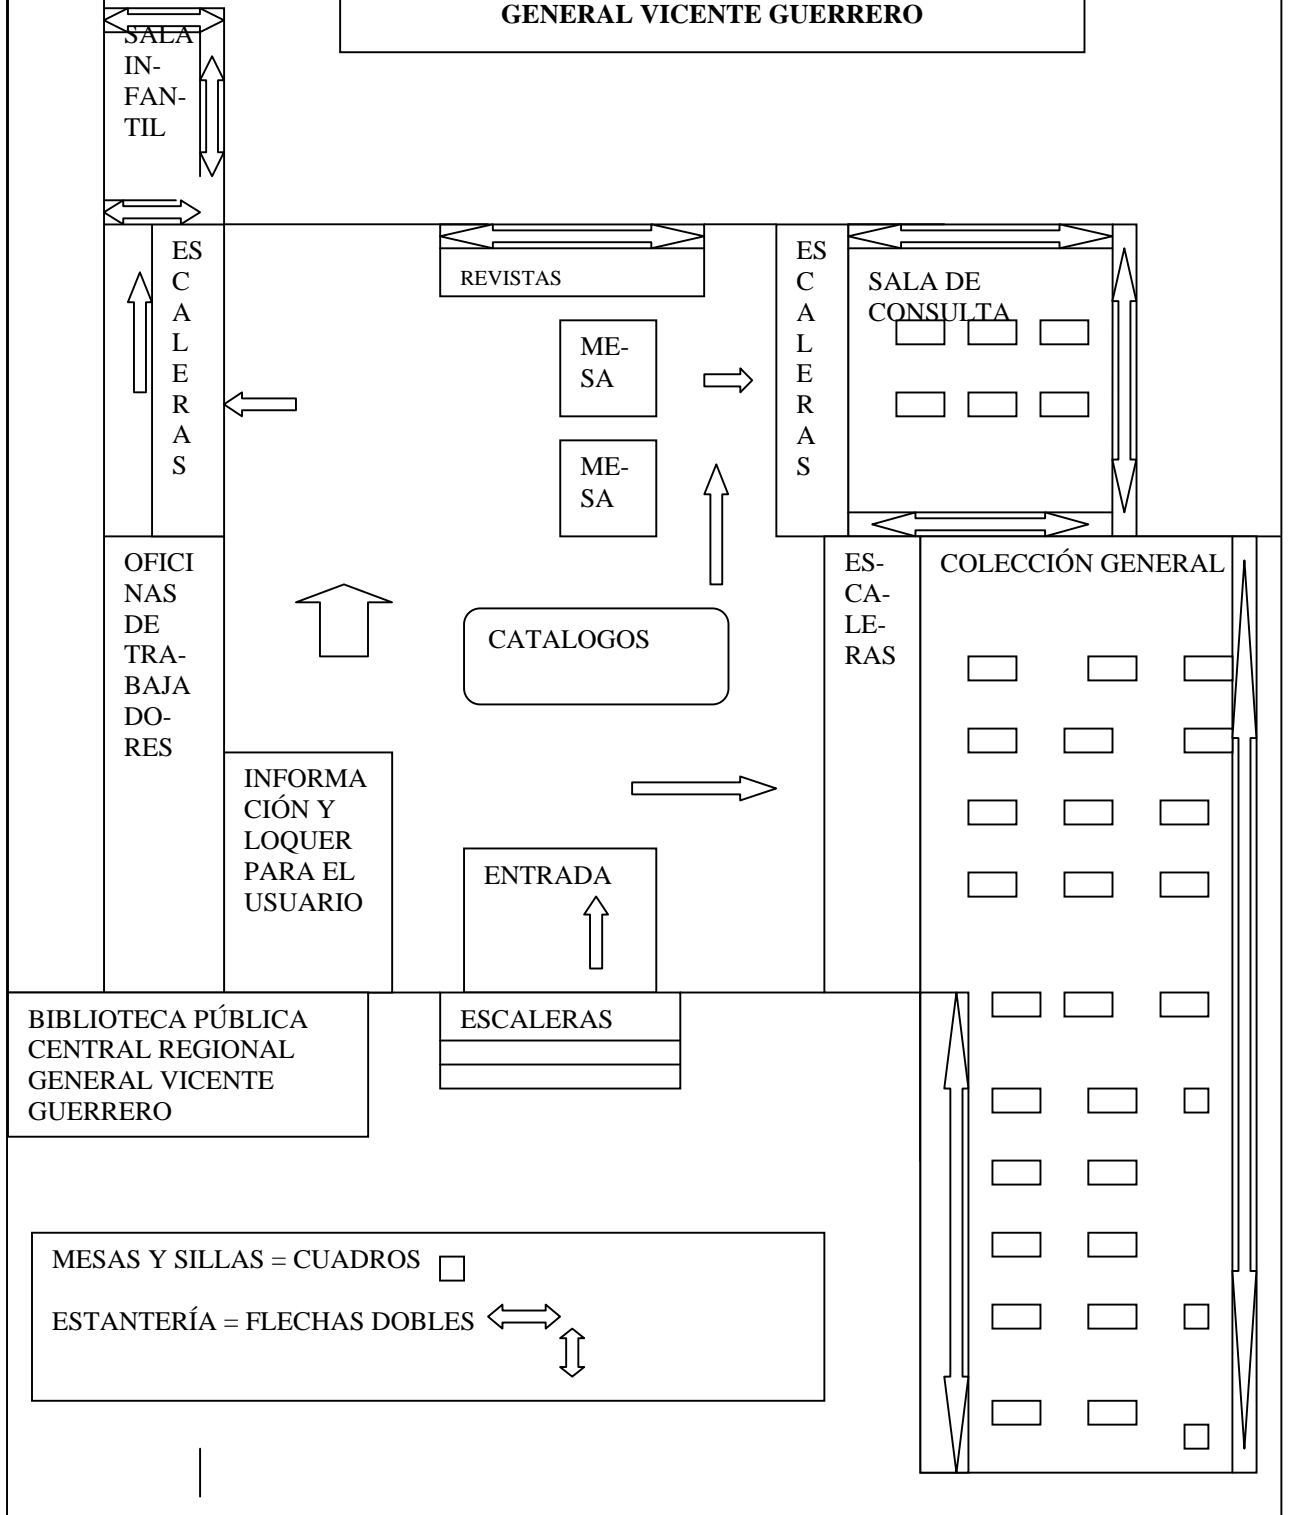 GENERAL VICENTE GUERRERO
SALA
IN-
FAN-
TIL
ES
C
A
L
E
R
A
S
REVISTAS
ME-
SA
ME-
SA
ES
C
A
L
E
R
A
S
SALA DE
CONSULTA
OFICI
NAS
DE
TRA-
BAJA
DO-
RES
CATALOGOS
ES-
CA-
LE-
RAS
COLECCIÓN GENERAL
INFORMA
CIÓN Y
LOQUER
PARA EL
USUARIO
ENTRADA
BIBLIOTECA PÚBLICA
CENTRAL REGIONAL
GENERAL VICENTE
GUERRERO
ESCALERAS
MESAS Y SILLAS = CUADROS
ESTANTERÍA = FLECHAS DOBLES